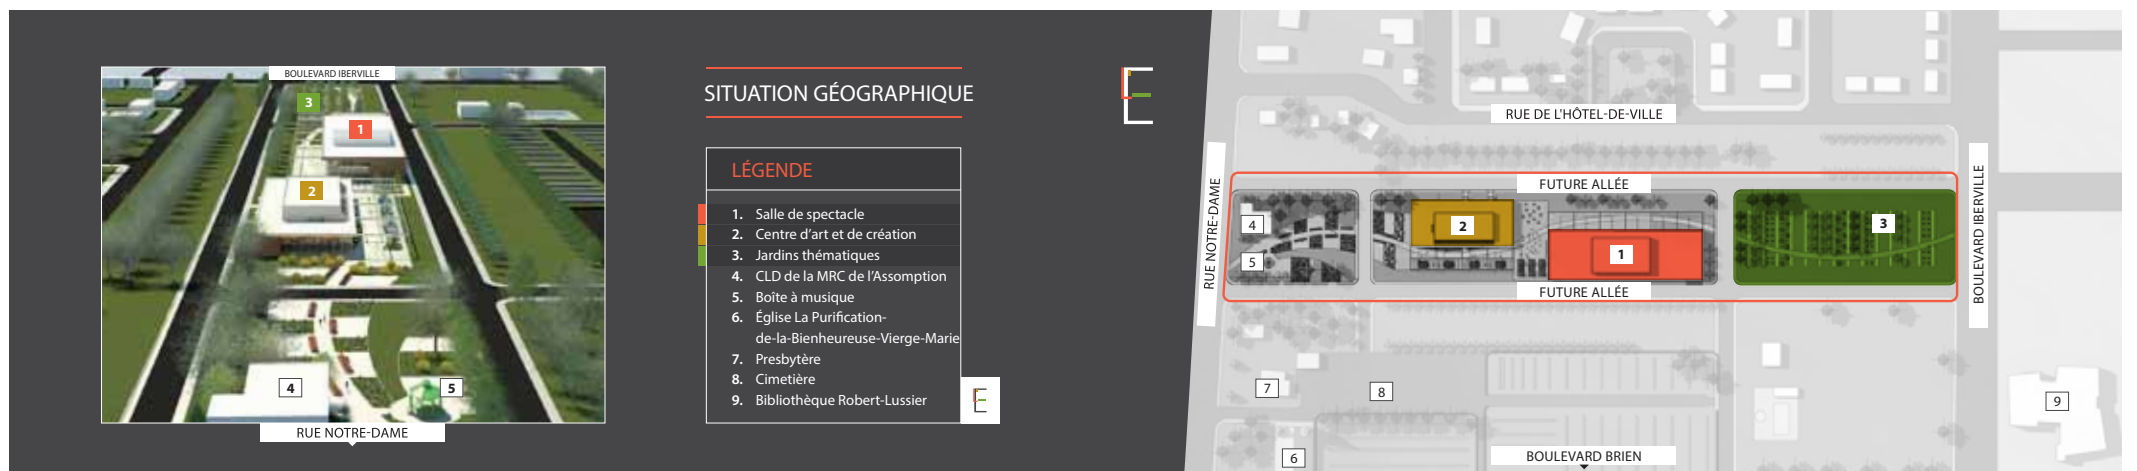 BOULEVARD IBERVILLE
3
1
2
4
5
RUE NOTRE-DAME
SITUATION GÉOGRAPHIQUE
LÉGENDE
1. Salle de spectacle
2. Centre d'art et de création
3. Jardins thématiques
4. CLD de la MRC de l'Assomption
5. Boîte à musique
6. Église La Purification-
de-la-Bienheureuse-Vierge-Marie
7. Presbytère
8. Cimetière
9. Bibliothèque Robert-Lussier
E
E
RUE DE L'HÔTEL-DE-VILLE
RUE NOTRE-DAME
FUTURE ALLÉE
BOULEVARD IBERVILLE
4
2
3
5
1
FUTURE ALLÉE
7
8
9
6
BOULEVARD BRIEN